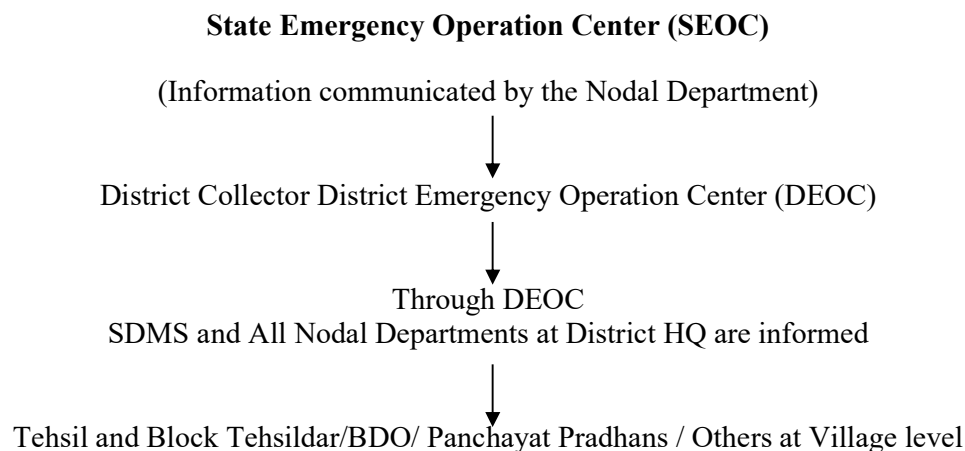 State Emergency Operation Center (SEOC)
(Information communicated by the Nodal Department)
District Collector District Emergency Operation Center (DEOC)
Through DEOC
SDMS and All Nodal Departments at District HQ are informed
Tehsil and Block Tehsildar/BDO/ Panchayat Pradhans / Others at Village level